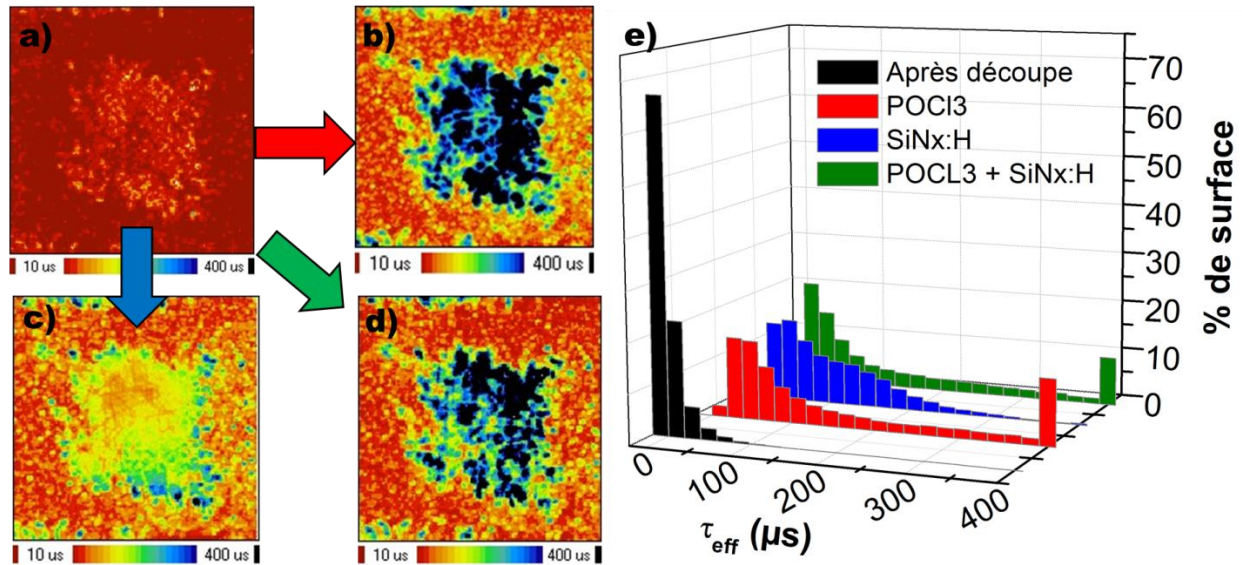 a)
10 us 400 us
b)
10 us 400 us
c)
10 us 400 us
d)
10 us 400 us
e)
Après découpe
POCl3
SiNx:H
POCL3 + SiNx:H
70
60
50
40
30
20
10
0
% de surface
0
100
200
300
400
τeff (µs)